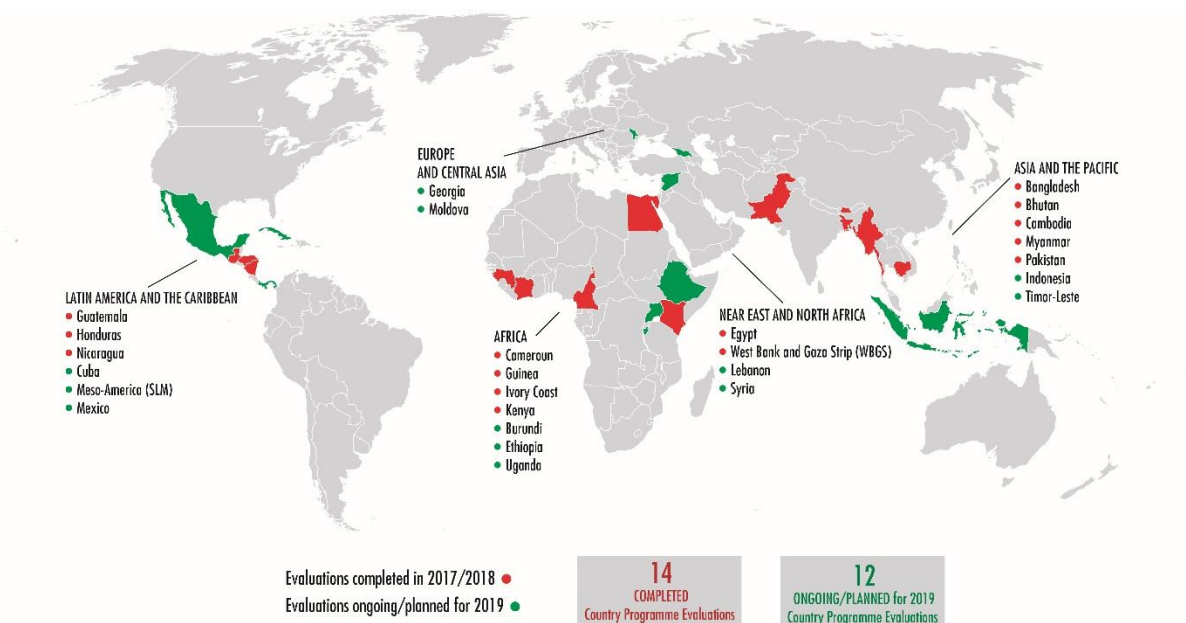 EUROPE
AND CENTRAL ASIA
Georgia
Moldova
ASIA AND THE PACIFIC
Bangladesh
Bhutan
Cambodia
Myanmar
Pakistan
Indonesia
Timor-Leste
LATIN AMERICA AND THE CARIBBEAN
Guatemala
Honduras
Nicaragua
Cuba
Meso-America (SLM)
Mexico
AFRICA
Cameroun
Guinea
Ivory Coast
Kenya
Burundi
Ethiopia
Uganda
NEAR EAST AND NORTH AFRICA
Egypt
West Bank and Gaza Strip (WBGS)
Lebanon
Syria
Evaluations completed in 2017/2018
Evaluations ongoing/planned for 2019
14
COMPLETED
Country Programme Evaluations
12
ONGOING/PLANNED for 2019
Country Programme Evaluations